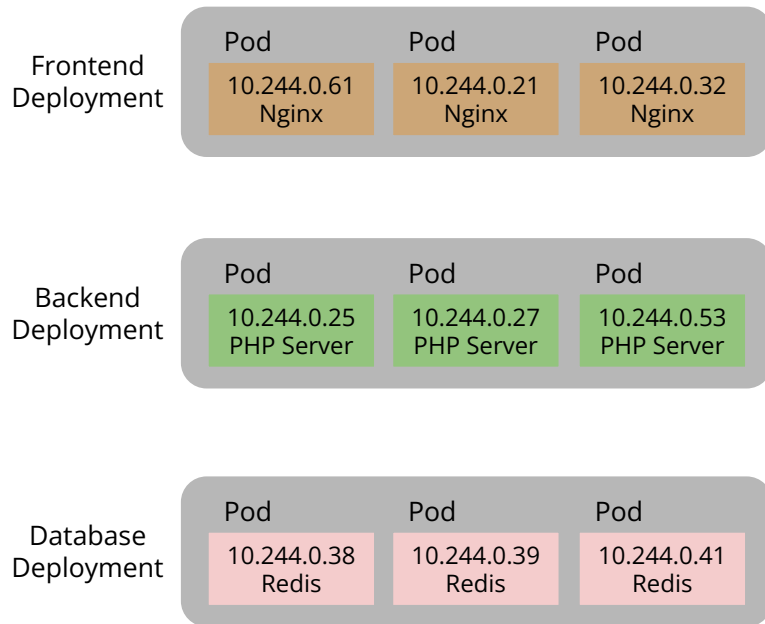 Frontend
Deployment
Pod
Pod
Pod
10.244.0.61
Nginx
10.244.0.21
Nginx
10.244.0.32
Nginx
Backend
Deployment
Pod
Pod
Pod
10.244.0.25
PHP Server
10.244.0.27
PHP Server
10.244.0.53
PHP Server
Database
Deployment
Pod
Pod
Pod
10.244.0.38
Redis
10.244.0.39
Redis
10.244.0.41
Redis